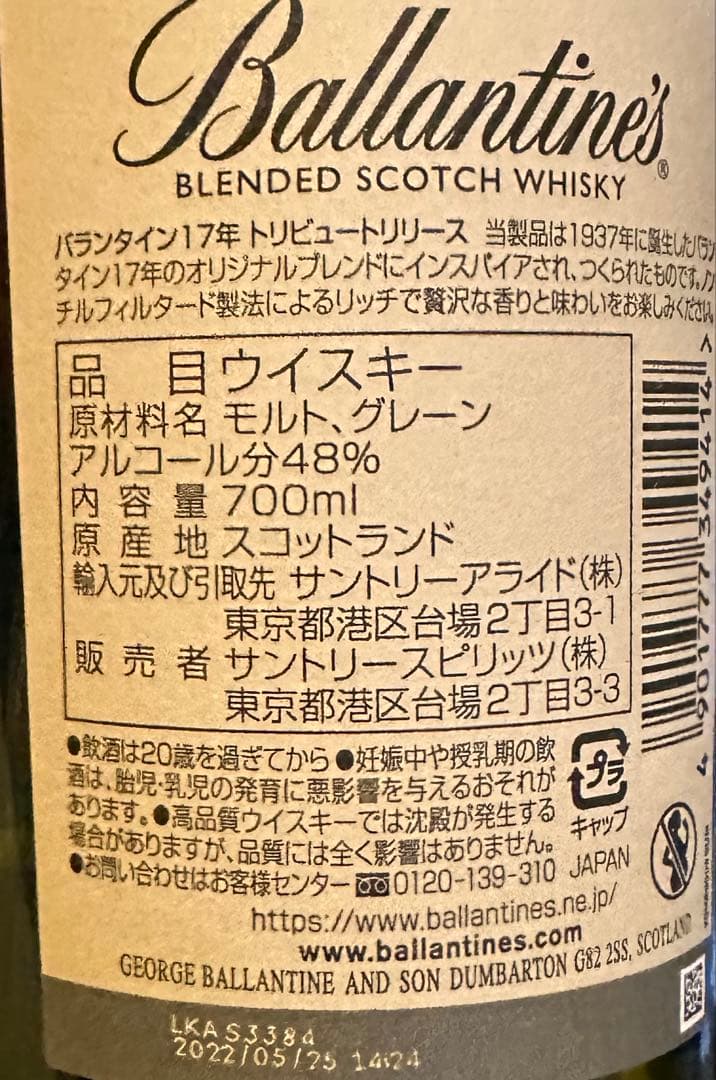 Ballantine's®
BLENDED SCOTCH WHISKY
バランタイン17年 トリビュートリリース 当製品は1937年に誕生したバラン
タイン17年のオリジナルブレンドにインスパイアされ、つくられたものです。ノン
チルフィルタード製法によるリッチで贅沢な香りと味わいをお楽しみください。
品目 ウイスキー
原材料名 モルト、グレーン
アルコール分48%
内容量 700ml
原産地 スコットランド
輸入元及び引取先 サントリーアライド(株)
東京都港区台場2丁目3-1
販売者 サントリースピリッツ(株)
東京都港区台場2丁目3-3
●飲酒は20歳を過ぎてから ●妊娠中や授乳期の飲
酒は、胎児・乳児の発育に悪影響を与えるおそれが
あります。●高品質ウイスキーでは沈殿が発生する
場合がありますが、品質には全く影響はありません。
●お問い合わせはお客様センター 0120-139-310
プラ
キャップ
JAPAN
https://www.ballantines.ne.jp/
www.ballantines.com
GEORGE BALLANTINE AND SON DUMBARTON G82 2SS, SCOTLAND
LKAS3384
2022/05/25 14:24